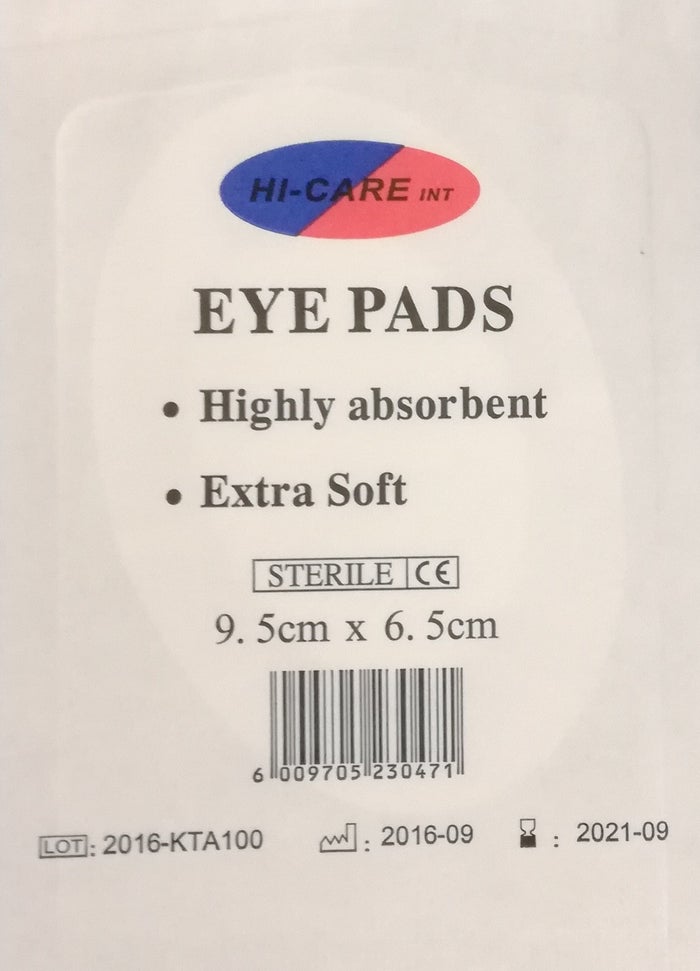 HI-CARE INT
EYE PADS
• Highly absorbent
• Extra Soft
STERILE CE
9.5cm x 6.5cm
6 009705 230471
LOT: 2016-KTA100 : 2016-09 : 2021-09